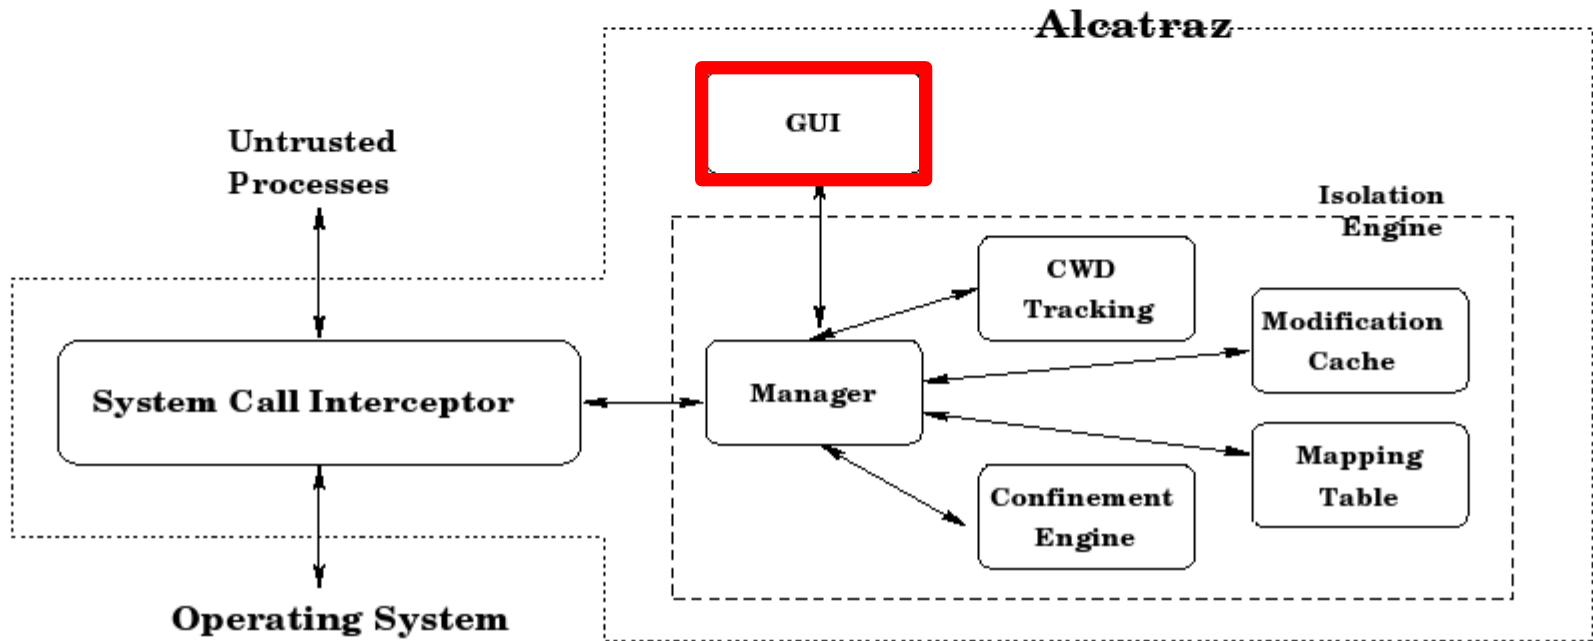 Alcatraz
GUI
Untrusted
Processes
Isolation
Engine
CWD
Tracking
Modification
Cache
System Call Interceptor
Manager
Mapping
Table
Confinement
Engine
Operating System